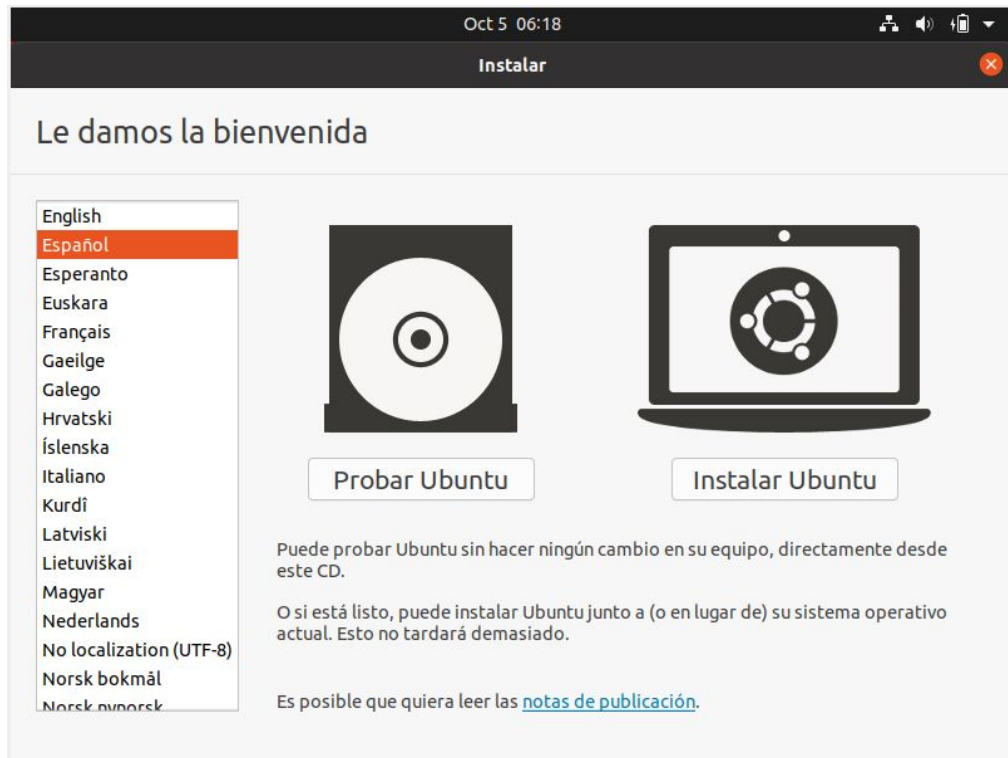 Oct 5 06:18
Instalar
Le damos la bienvenida
English
Español
Esperanto
Euskara
Français
Gaeilge
Galego
Hrvatski
Íslenska
Italiano
Kurdî
Latviski
Lietuviškai
Magyar
Nederlands
No localization (UTF-8)
Norsk bokmål
Norsk nynorsk
Probar Ubuntu
Instalar Ubuntu
Puede probar Ubuntu sin hacer ningún cambio en su equipo, directamente desde
este CD.
O si está listo, puede instalar Ubuntu junto a (o en lugar de) su sistema operativo
actual. Esto no tardará demasiado.
Es posible que quiera leer las notas de publicación.